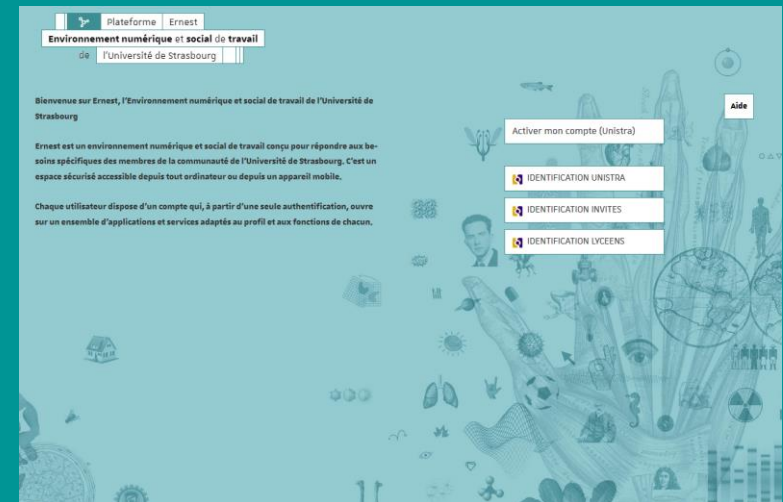 Plateforme Ernest
Environnement numérique et social de travail
de l'Université de Strasbourg
Bienvenue sur Ernest, l'Environnement numérique et social de travail de l'Université de
Strasbourg
Ernest est un environnement numérique et social de travail conçu pour répondre aux be-
soins spécifiques des membres de la communauté de l'Université de Strasbourg. C'est un
espace sécurisé accessible depuis tout ordinateur ou depuis un appareil mobile.
Chaque utilisateur dispose d'un compte qui, à partir d'une seule authentification, ouvre
sur un ensemble d'applications et services adaptés au profil et aux fonctions de chacun.
Aide
Activer mon compte (Unistra)
IDENTIFICATION UNISTRA
IDENTIFICATION INVITES
IDENTIFICATION LYCEENS